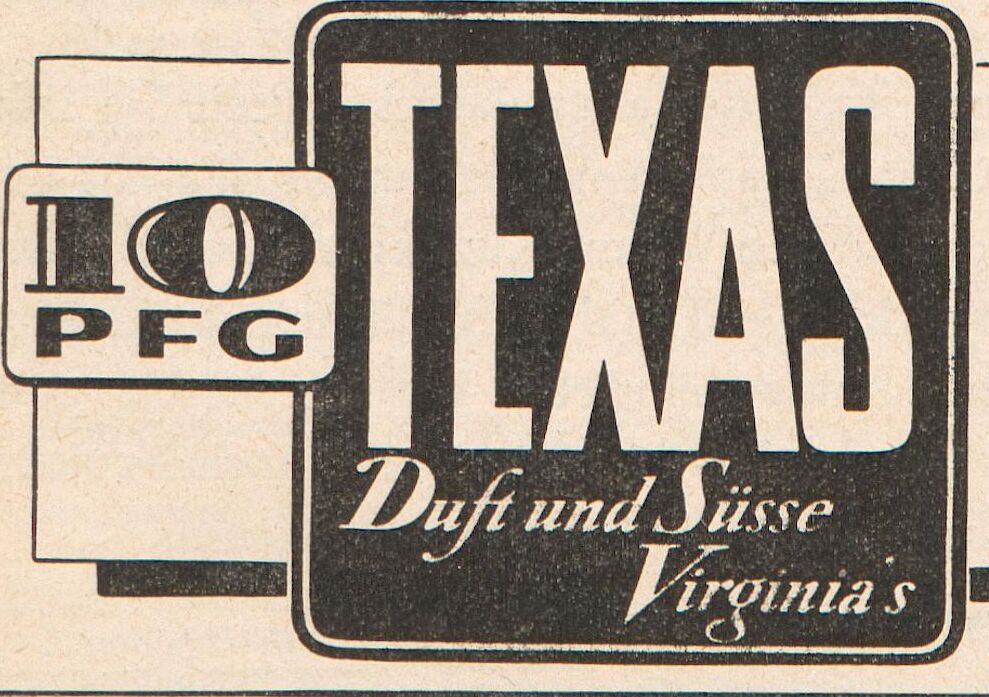 10
PFG
TEXAS
Duft und Süsse
Virginia's